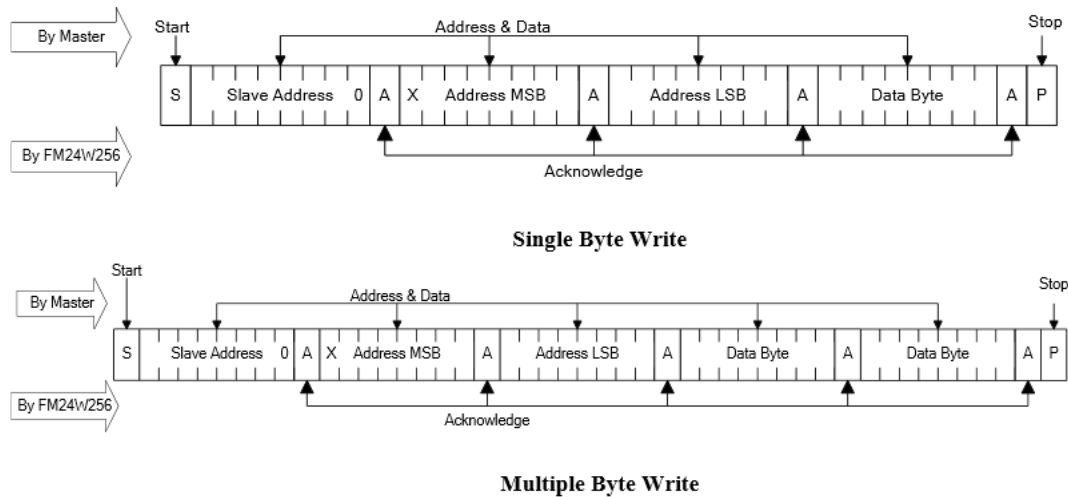 By Master
Start
Address & Data
Stop
S Slave Address 0 A X Address MSB A Address LSB A Data Byte A P
By FM24W256
Acknowledge
Single Byte Write
Start
By Master
Address & Data
Stop
S Slave Address 0 A X Address MSB A Address LSB A Data Byte A Data Byte A P
By FM24W256
Acknowledge
Multiple Byte Write